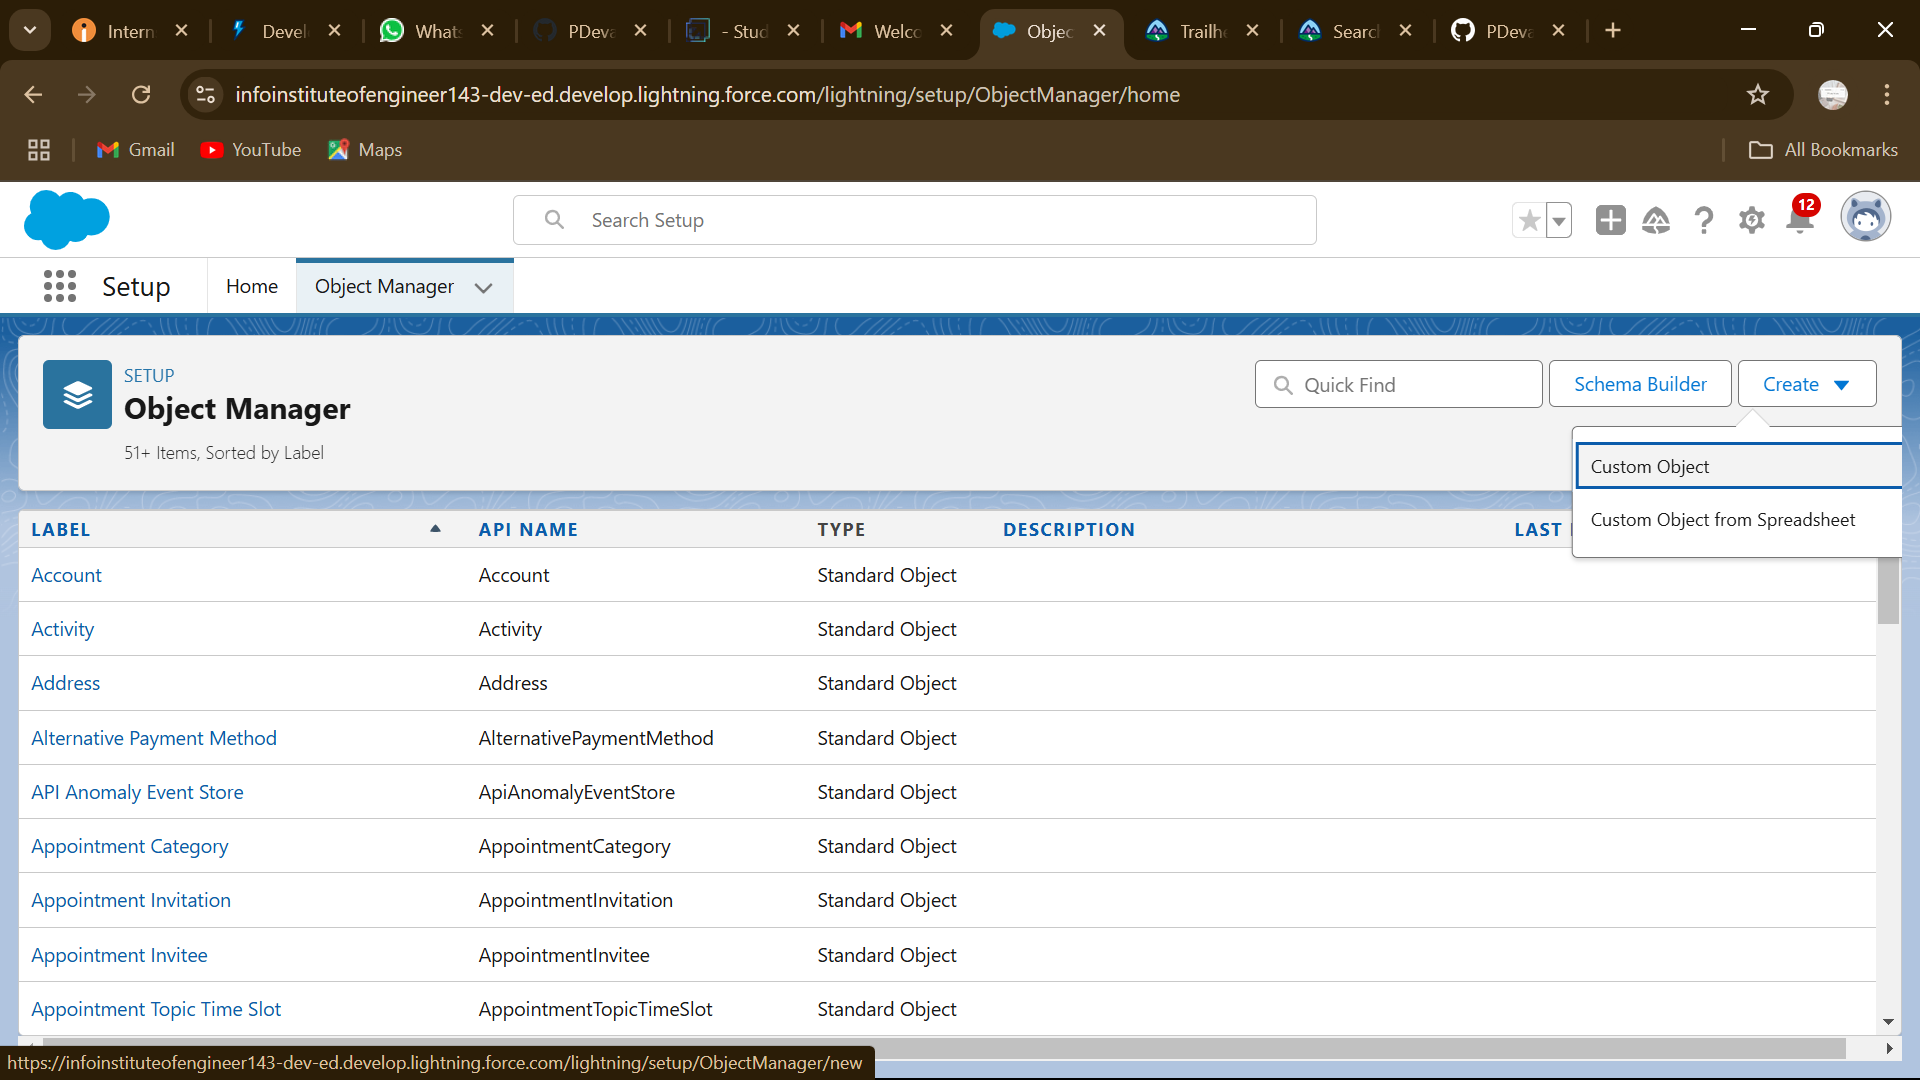 Intern
Devel
Whats
PDeva
- Stud
Welco
Objec
Trailhe
Search
PDeva
infoinstituteofengineer143-dev-ed.develop.lightning.force.com/lightning/setup/ObjectManager/home
Gmail
YouTube
Maps
All Bookmarks
Search Setup
12
Setup
Home
Object Manager
SETUP
Object Manager
51+ Items, Sorted by Label
Quick Find
Schema Builder
Create
Custom Object
Custom Object from Spreadsheet
LABEL API NAME TYPE DESCRIPTION LAST
Account Account Standard Object
Activity Activity Standard Object
Address Address Standard Object
Alternative Payment Method AlternativePaymentMethod Standard Object
API Anomaly Event Store ApiAnomalyEventStore Standard Object
Appointment Category AppointmentCategory Standard Object
Appointment Invitation AppointmentInvitation Standard Object
Appointment Invitee AppointmentInvitee Standard Object
Appointment Topic Time Slot AppointmentTopicTimeSlot Standard Object
https://infoinstituteofengineer143-dev-ed.develop.lightning.force.com/lightning/setup/ObjectManager/new